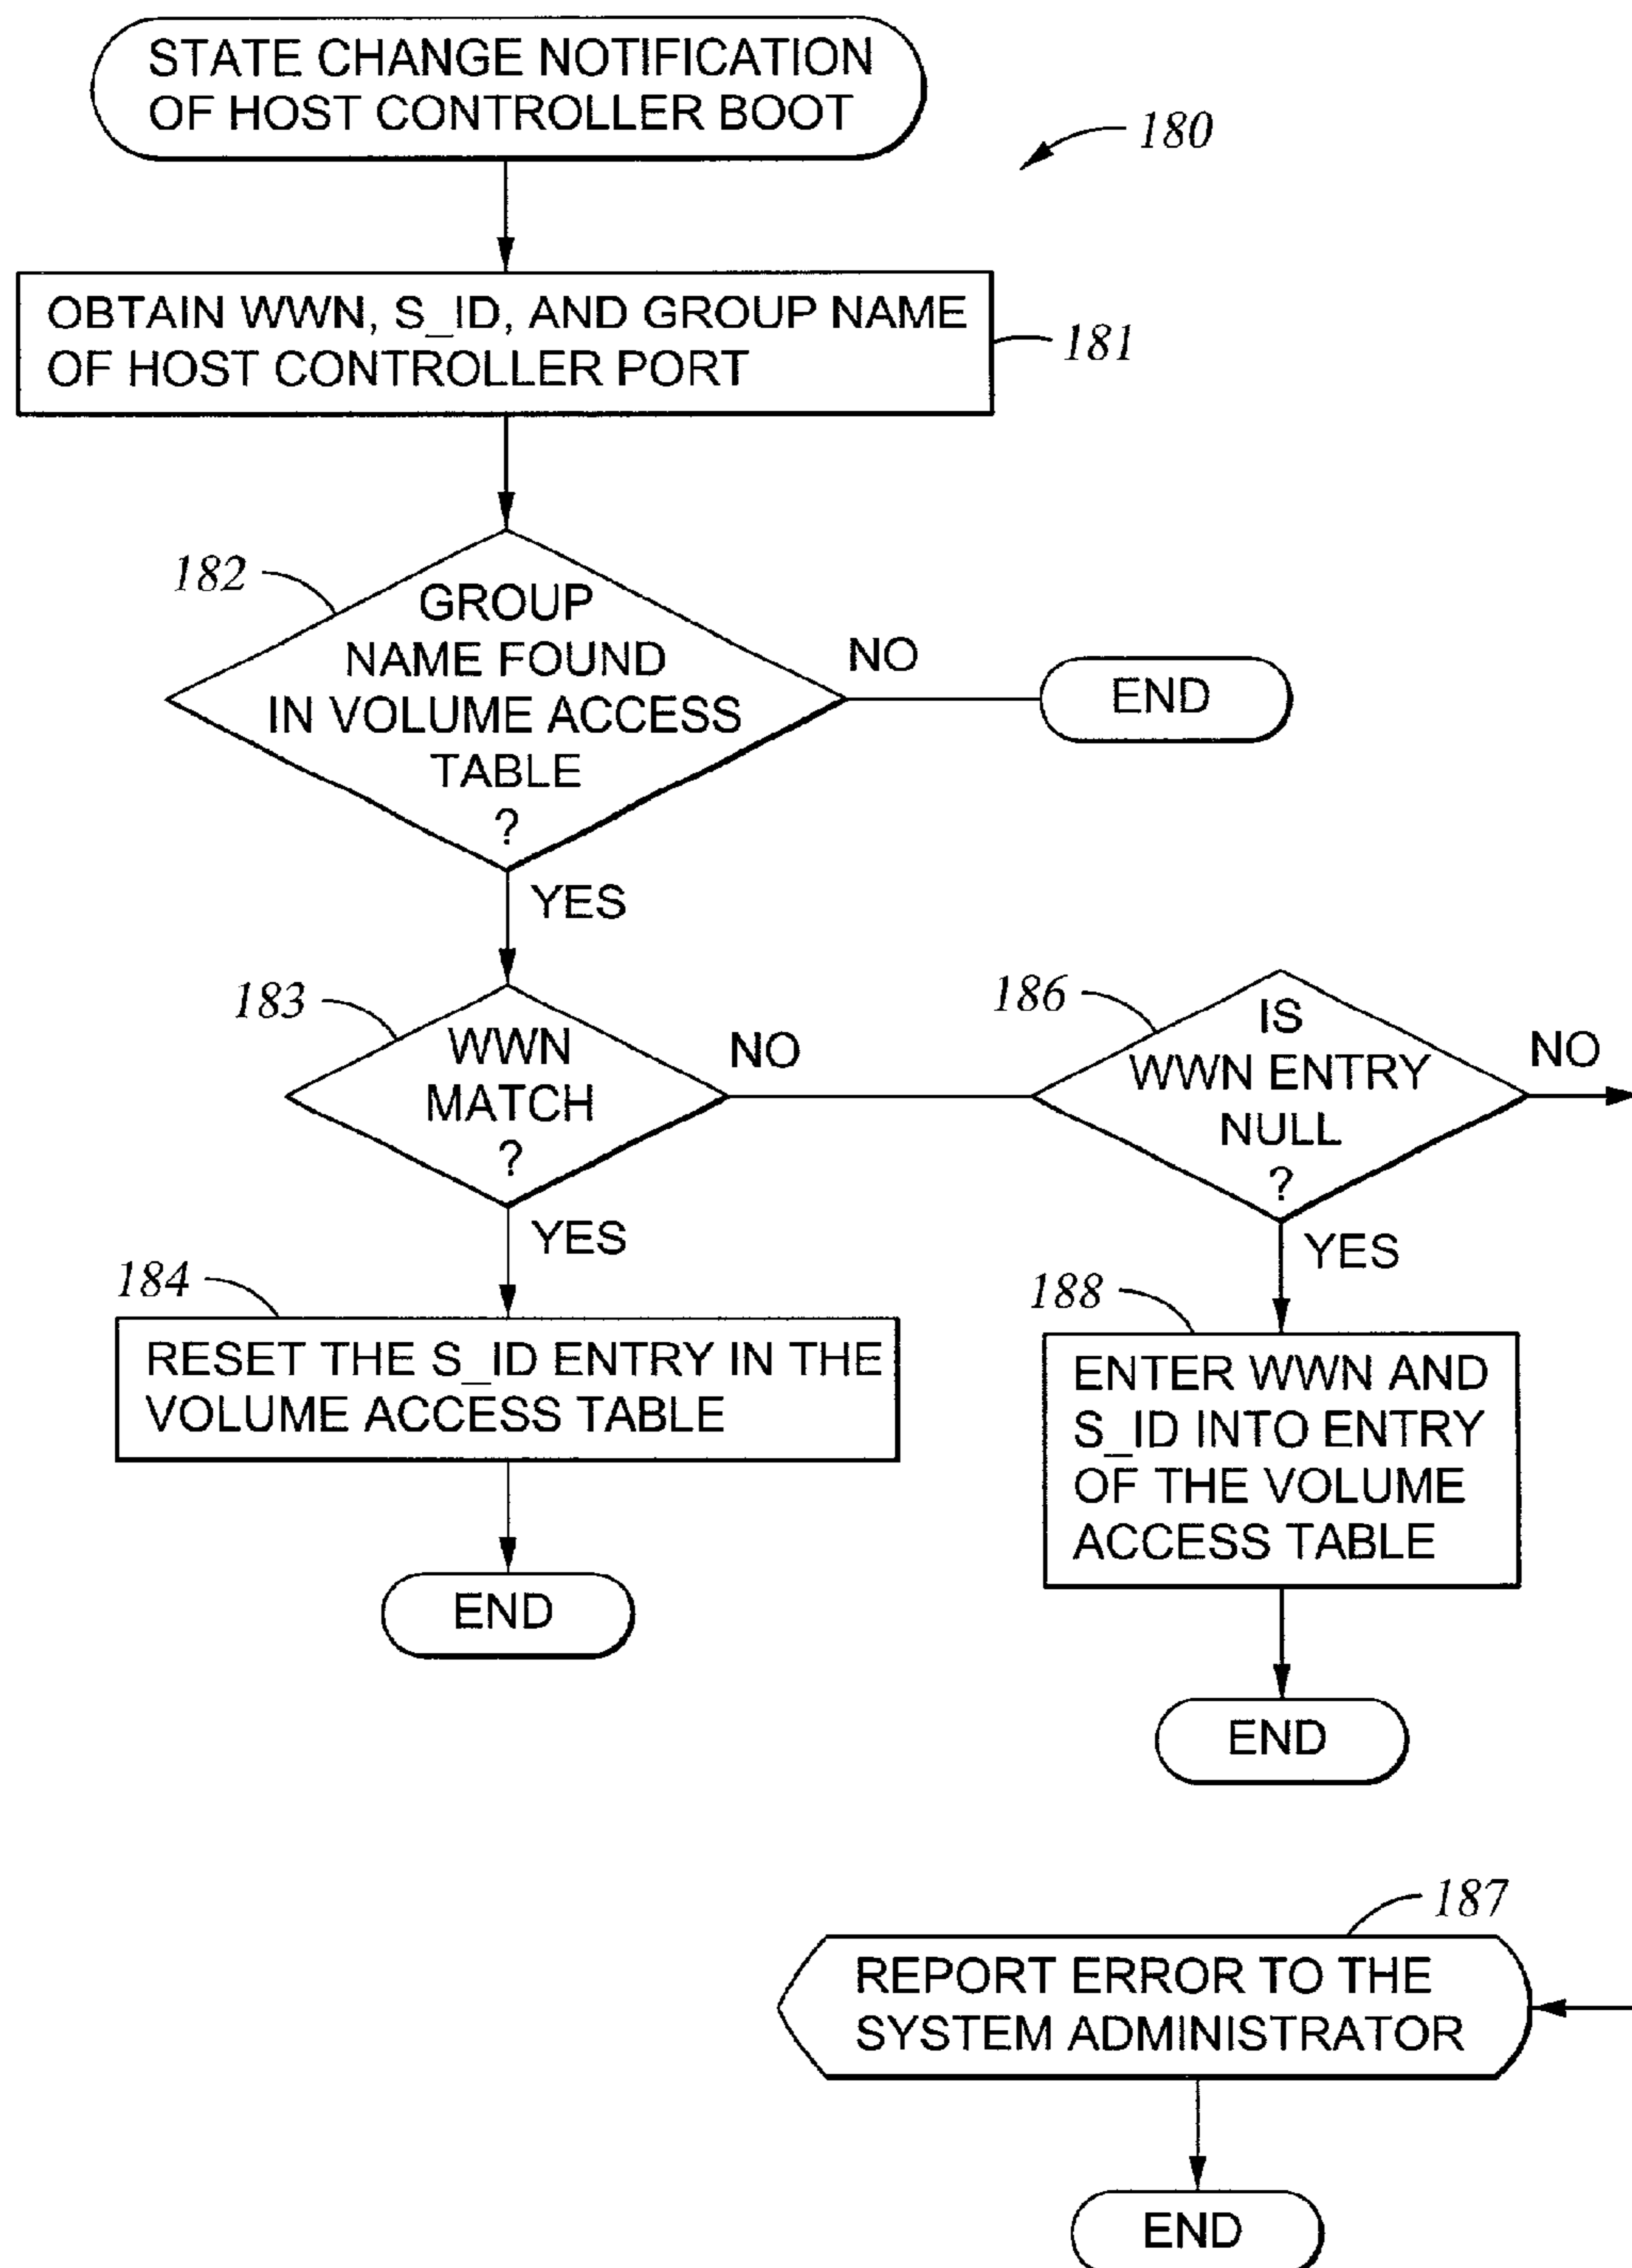 STATE CHANGE NOTIFICATION
OF HOST CONTROLLER BOOT
180
OBTAIN WWN, S_ID, AND GROUP NAME
OF HOST CONTROLLER PORT
181
182
GROUP
NAME FOUND
IN VOLUME ACCESS
TABLE
?
NO
END
YES
183
WWN
MATCH
?
NO
186
IS
WWN ENTRY
NULL
?
NO
YES
YES
184
RESET THE S_ID ENTRY IN THE
VOLUME ACCESS TABLE
END
188
ENTER WWN AND
S_ID INTO ENTRY
OF THE VOLUME
ACCESS TABLE
END
187
REPORT ERROR TO THE
SYSTEM ADMINISTRATOR
END